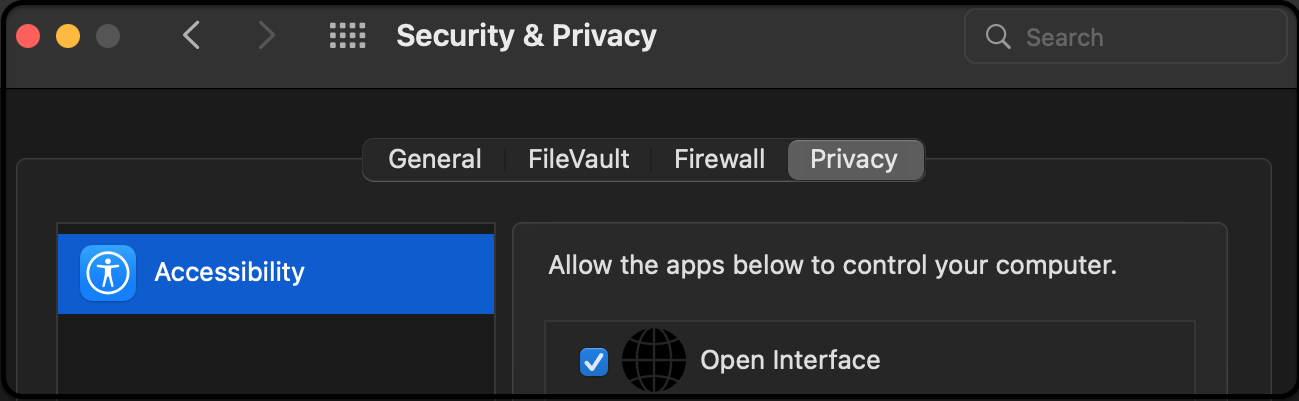 Security & Privacy
Search
General FileVault Firewall Privacy
Accessibility
Allow the apps below to control your computer.
Open Interface